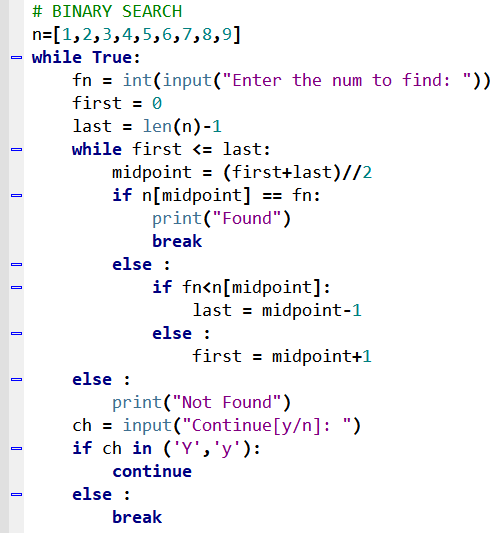 # BINARY SEARCH
n=[1,2,3,4,5,6,7,8,9]
while True:
    fn = int(input("Enter the num to find: "))
    first = 0
    last = len(n)-1
    while first <= last:
        midpoint = (first+last)//2
        if n[midpoint] == fn:
            print("Found")
            break
        else :
            if fn<n[midpoint]:
                last = midpoint-1
            else :
                first = midpoint+1
    else :
        print("Not Found")
    ch = input("Continue[y/n]: ")
    if ch in ('Y','y'):
        continue
    else :
        break